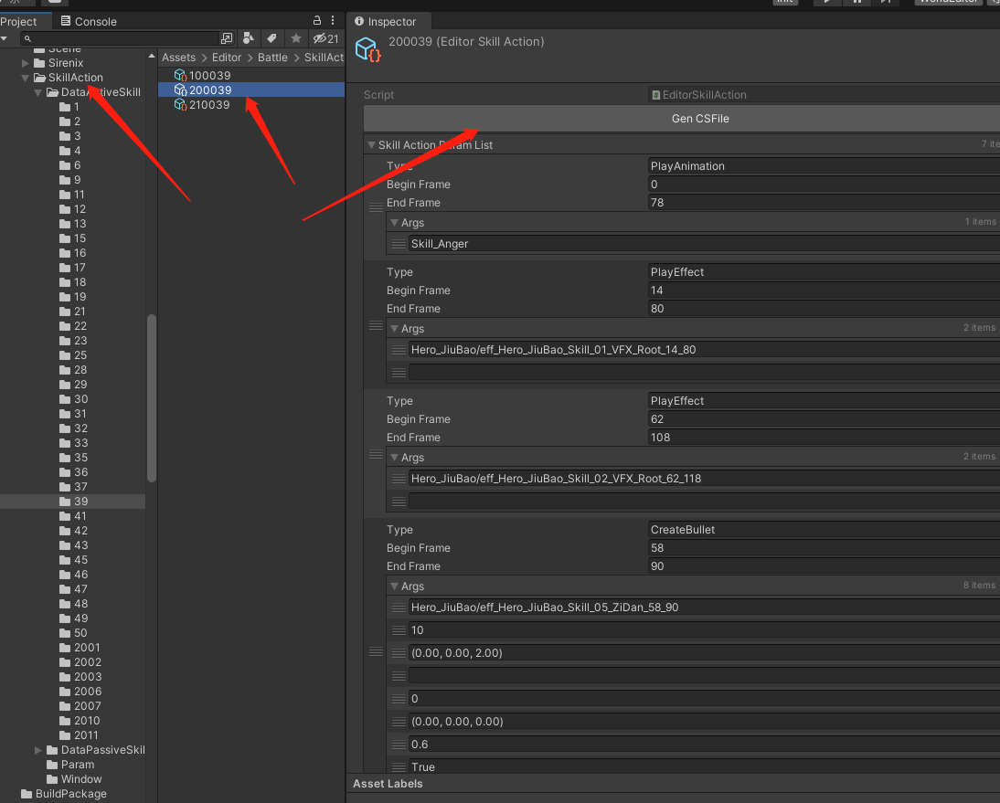 Project
Console
21
Scene
Sirenix
SkillAction
DataActiveSkill
1
2
3
4
6
9
11
12
13
15
16
17
18
19
21
22
23
25
28
29
30
31
32
33
35
36
37
39
41
42
43
45
46
47
48
49
50
2001
2002
2003
2006
2007
2010
2011
DataPassiveSkil
Param
Window
BuildPackage
Assets > Editor > Battle > SkillAct
100039
200039
210039
Init
WorldEditor
Inspector
200039 (Editor Skill Action)
Script EditorSkillAction
Gen CSFile
Skill Action Param List 7 ite
Type PlayAnimation
Begin Frame 0
End Frame 78
Args 1 items
Skill_Anger
Type PlayEffect
Begin Frame 14
End Frame 80
Args 2 items
Hero_JiuBao/eff_Hero_JiuBao_Skill_01_VFX_Root_14_80
Type PlayEffect
Begin Frame 62
End Frame 108
Args 2 items
Hero_JiuBao/eff_Hero_JiuBao_Skill_02_VFX_Root_62_118
Type CreateBullet
Begin Frame 58
End Frame 90
Args 8 items
Hero_JiuBao/eff_Hero_JiuBao_Skill_05_ZiDan_58_90
10
(0.00, 0.00, 2.00)
0
(0.00, 0.00, 0.00)
0.6
True
Asset Labels